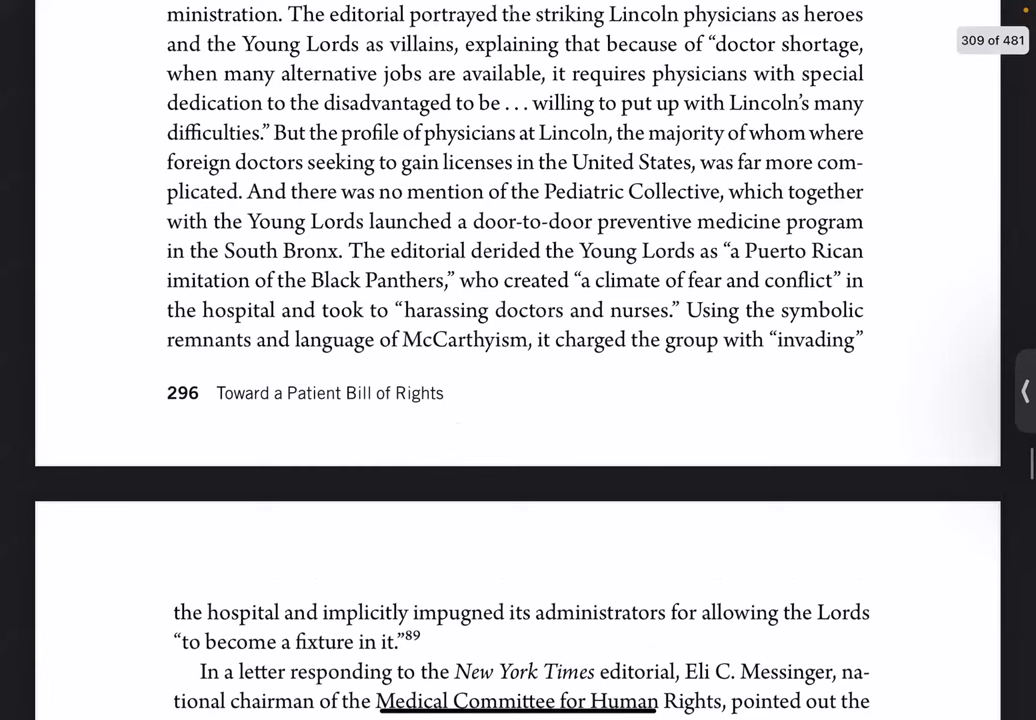 ministration. The editorial portrayed the striking Lincoln physicians as heroes
309 of 481
and the Young Lords as villains, explaining that because of “doctor shortage,
when many alternative jobs are available, it requires physicians with special
dedication to the disadvantaged to be . . . willing to put up with Lincoln’s many
difficulties.” But the profile of physicians at Lincoln, the majority of whom where
foreign doctors seeking to gain licenses in the United States, was far more com-
plicated. And there was no mention of the Pediatric Collective, which together
with the Young Lords launched a door-to-door preventive medicine program
in the South Bronx. The editorial derided the Young Lords as “a Puerto Rican
imitation of the Black Panthers,” who created “a climate of fear and conflict” in
the hospital and took to “harassing doctors and nurses.” Using the symbolic
remnants and language of McCarthyism, it charged the group with “invading”
296 Toward a Patient Bill of Rights
the hospital and implicitly impugned its administrators for allowing the Lords
“to become a fixture in it.”89
In a letter responding to the New York Times editorial, Eli C. Messinger, na-
tional chairman of the Medical Committee for Human Rights, pointed out the